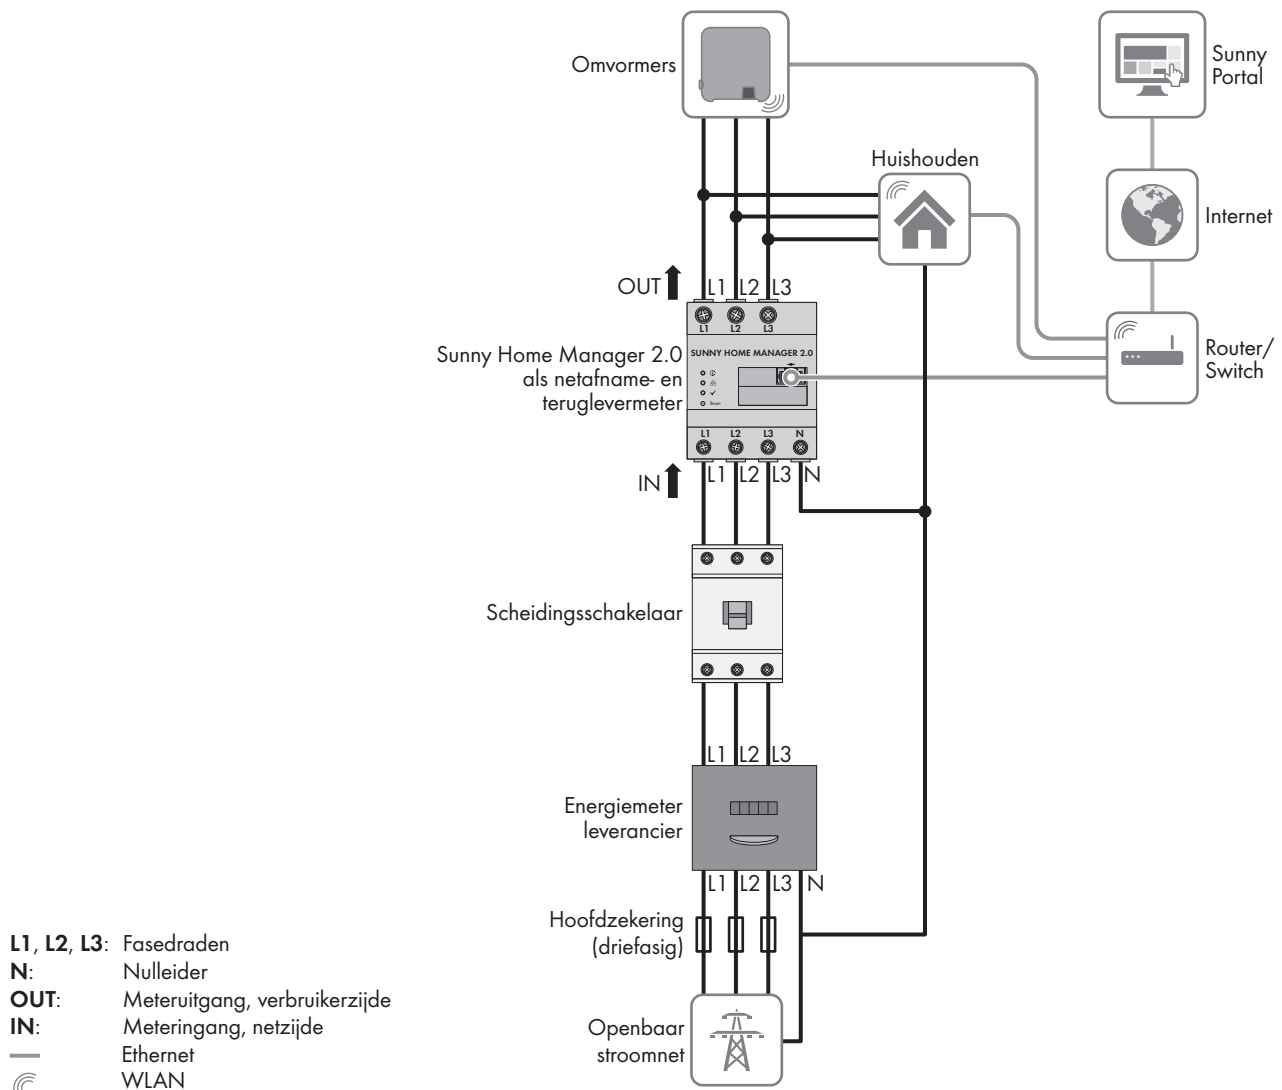 Omvormers
Sunny
Portal
Huishouden
Internet
OUT
L1 L2 L3
L1 L2 L3
SUNNY HOME MANAGER 2.0
Reset
L1 L2 L3 N
Sunny Home Manager 2.0
als netafname- en
teruglevermeter
Router/
Switch
IN
L1 L2 L3 N
Scheidingsschakelaar
L1 L2 L3
Energiemeter
leverancier
L1 L2 L3 N
Hoofdzekering
(driefasig)
Openbaar
stroomnet
L1, L2, L3: Fasedraden
N: Nulleider
OUT: Meteruitgang, verbruikerzijde
IN: Meteringang, netzijde
Ethernet
WLAN